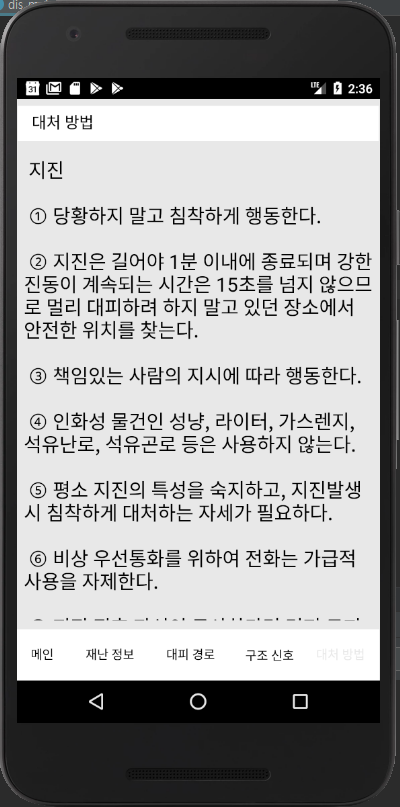 dis
31
LTE
2:36
대처 방법
지진
① 당황하지 말고 침착하게 행동한다.
② 지진은 길어야 1분 이내에 종료되며 강한
진동이 계속되는 시간은 15초를 넘지 않으므
로 멀리 대피하려 하지 말고 있던 장소에서
안전한 위치를 찾는다.
③ 책임있는 사람의 지시에 따라 행동한다.
④ 인화성 물건인 성냥, 라이터, 가스렌지,
석유난로, 석유곤로 등은 사용하지 않는다.
⑤ 평소 지진의 특성을 숙지하고, 지진발생
시 침착하게 대처하는 자세가 필요하다.
⑥ 비상 우선통화를 위하여 전화는 가급적
사용을 자제한다.
메인 재난 정보 대피 경로 구조 신호 대처 방법